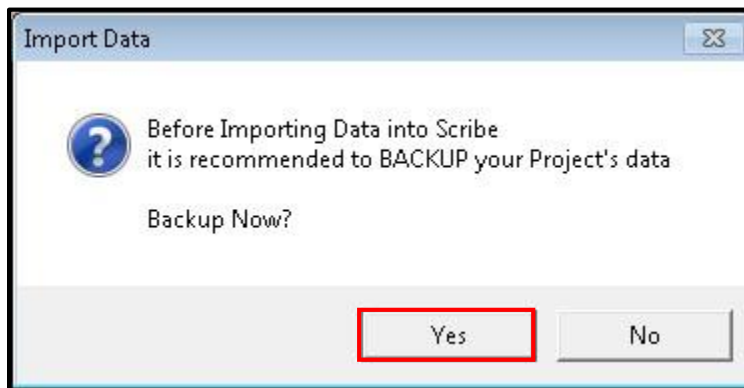 Import Data
Before Importing Data into Scribe
it is recommended to BACKUP your Project's data
Backup Now?
Yes
No